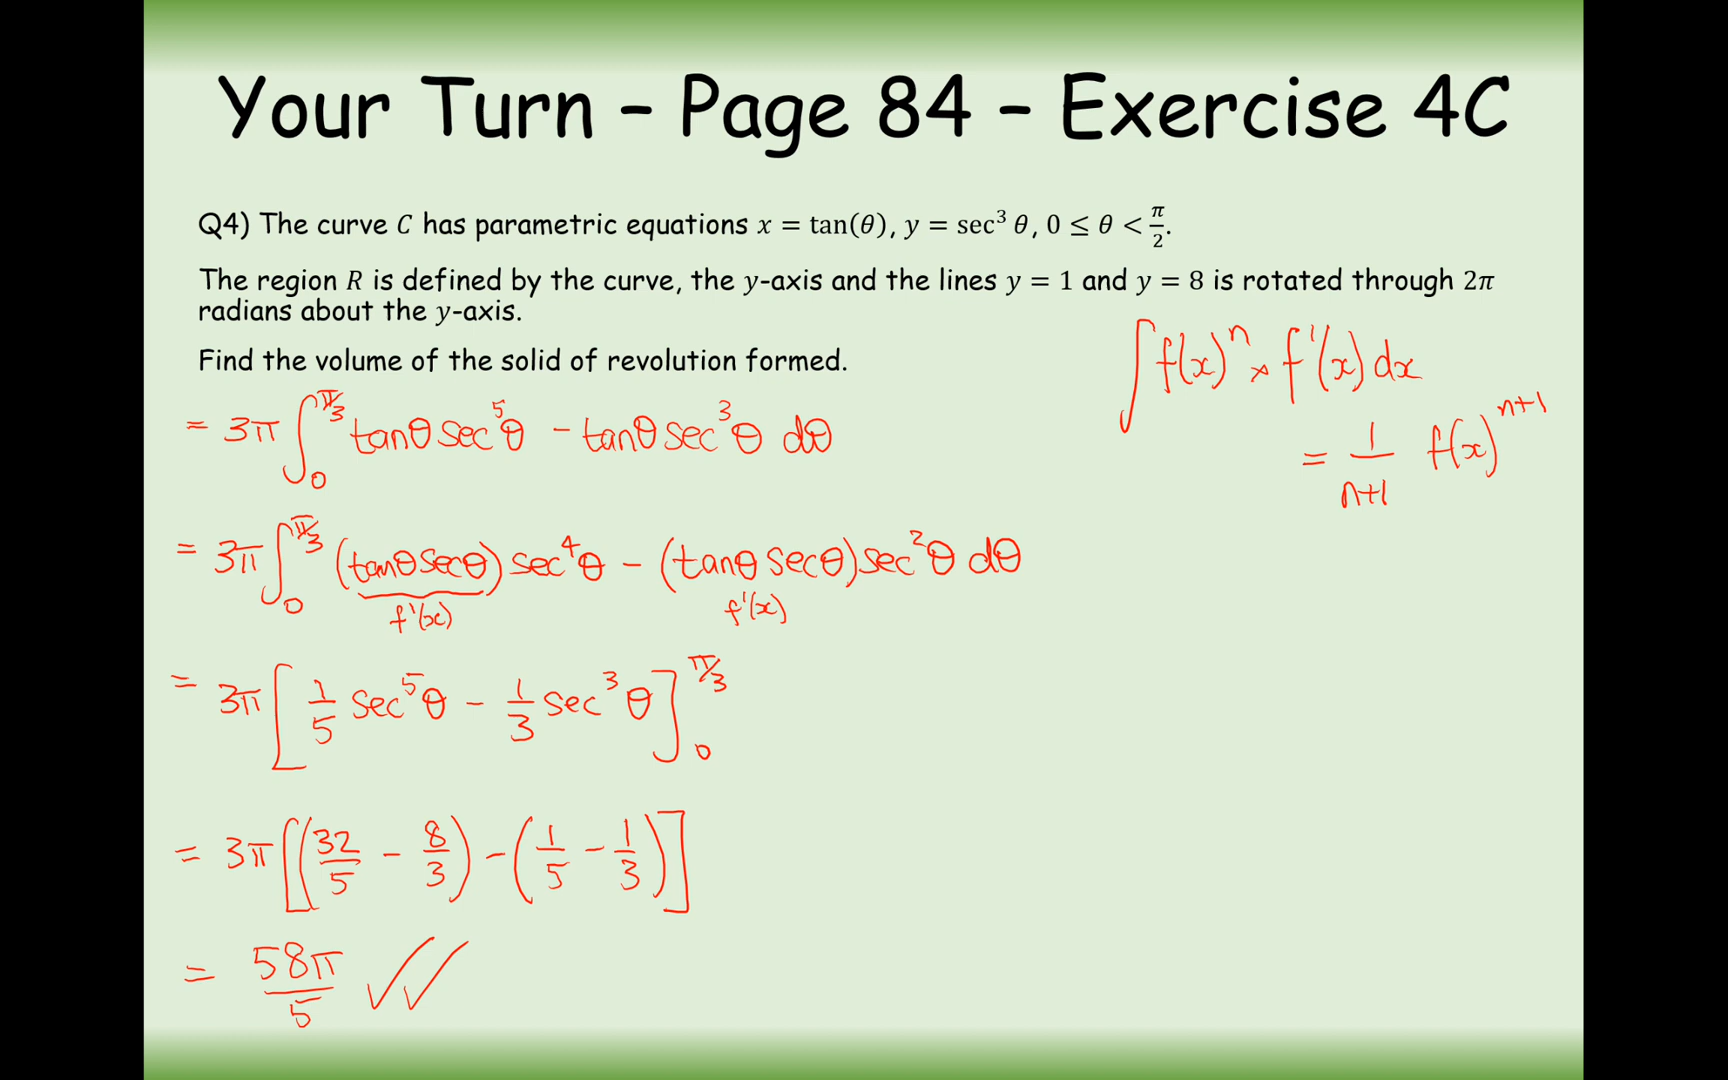 Your Turn – Page 84 – Exercise 4C
Q4) The curve C has parametric equations x = tan(θ), y = sec³ θ, 0 ≤ θ < π/2.
The region R is defined by the curve, the y-axis and the lines y = 1 and y = 8 is rotated through 2π
radians about the y-axis.
Find the volume of the solid of revolution formed.
∫ f(x)ⁿ × f'(x) dx
= 1/(n+1) f(x)ⁿ⁺¹
= 3π ∫₀^(π/3) tanθ sec⁵θ − tanθ sec³θ dθ
= 3π ∫₀^(π/3) (tanθ secθ) sec⁴θ − (tanθ secθ) sec²θ dθ
f'(x) f'(x)
= 3π [ 1/5 sec⁵θ − 1/3 sec³θ ]₀^(π/3)
= 3π [ (32/5 − 8/3) − (1/5 − 1/3) ]
= 58π/5 ✓✓